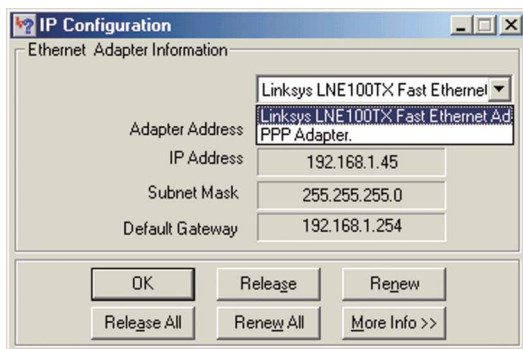 IP Configuration
Ethernet Adapter Information
Linksys LNE100TX Fast Ethernet
Linksys LNE100TX Fast Ethernet Ad
PPP Adapter.
Adapter Address
IP Address 192.168.1.45
Subnet Mask 255.255.255.0
Default Gateway 192.168.1.254
OK Release Renew
Release All Renew All More Info >>